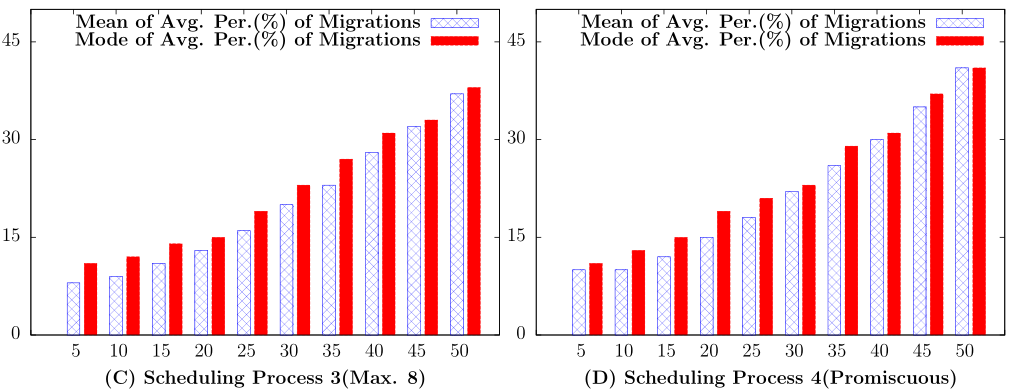 Mean of Avg. Per.(%) of Migrations
Mode of Avg. Per.(%) of Migrations
45
30
15
0
5 10 15 20 25 30 35 40 45 50
(C) Scheduling Process 3(Max. 8)
Mean of Avg. Per.(%) of Migrations
Mode of Avg. Per.(%) of Migrations
45
30
15
0
5 10 15 20 25 30 35 40 45 50
(D) Scheduling Process 4(Promiscuous)